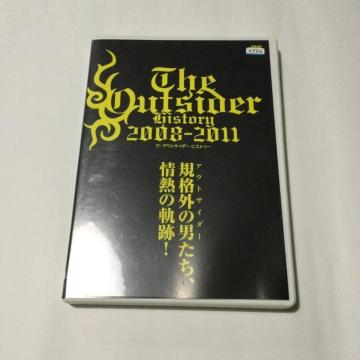 The
Outsider
History
2008-2011
ザ・アウトサイダー ヒストリー
アウトサイダー
規格外の男たち、
情熱の軌跡!
DVD